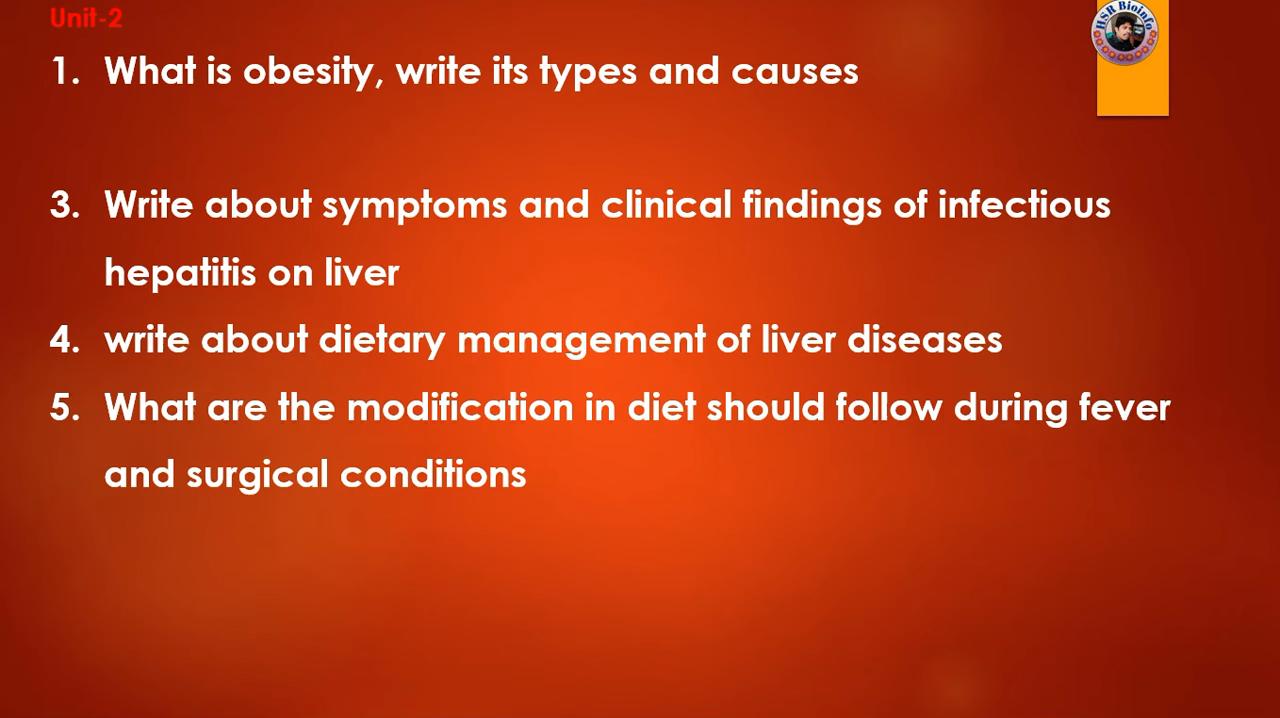 Unit-2
HSR Bioinfo
1. What is obesity, write its types and causes
3. Write about symptoms and clinical findings of infectious
hepatitis on liver
4. write about dietary management of liver diseases
5. What are the modification in diet should follow during fever
and surgical conditions